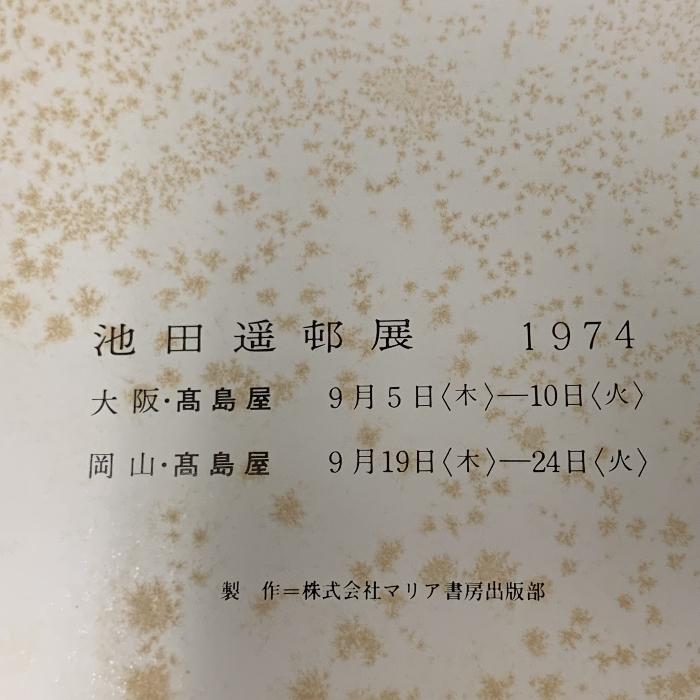 池田遥邨展 1974
大阪・髙島屋 9月5日〈木〉―10日〈火〉
岡山・髙島屋 9月19日〈木〉―24日〈火〉
製 作=株式会社マリア書房出版部